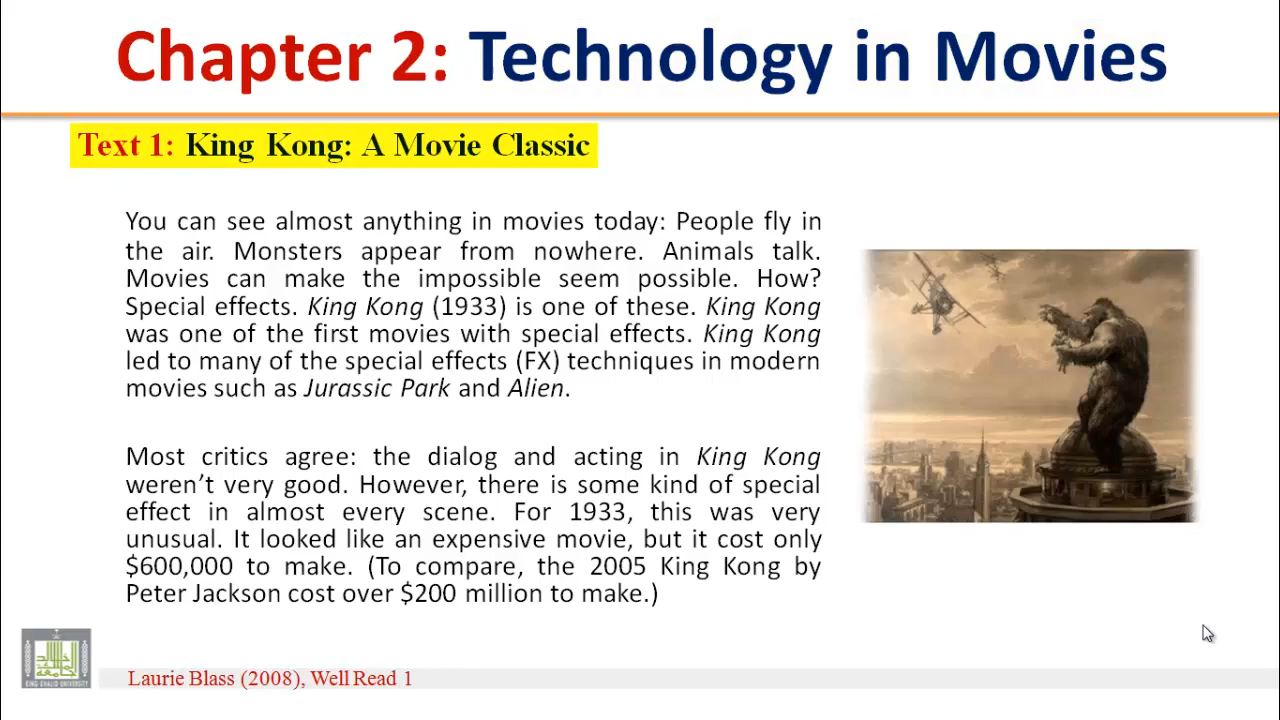 Chapter 2: Technology in Movies
Text 1: King Kong: A Movie Classic
You can see almost anything in movies today: People fly in
the air. Monsters appear from nowhere. Animals talk.
Movies can make the impossible seem possible. How?
Special effects. King Kong (1933) is one of these. King Kong
was one of the first movies with special effects. King Kong
led to many of the special effects (FX) techniques in modern
movies such as Jurassic Park and Alien.
Most critics agree: the dialog and acting in King Kong
weren't very good. However, there is some kind of special
effect in almost every scene. For 1933, this was very
unusual. It looked like an expensive movie, but it cost only
$600,000 to make. (To compare, the 2005 King Kong by
Peter Jackson cost over $200 million to make.)
KING KHALID UNIVERSITY
Laurie Blass (2008), Well Read 1